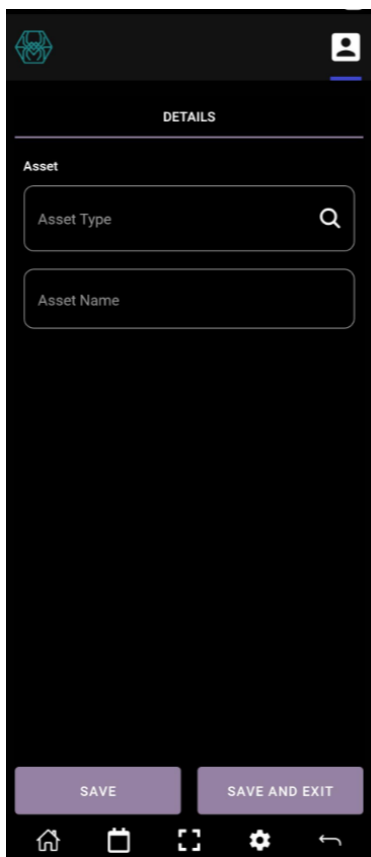 DETAILS
Asset
Asset Type
Asset Name
SAVE
SAVE AND EXIT